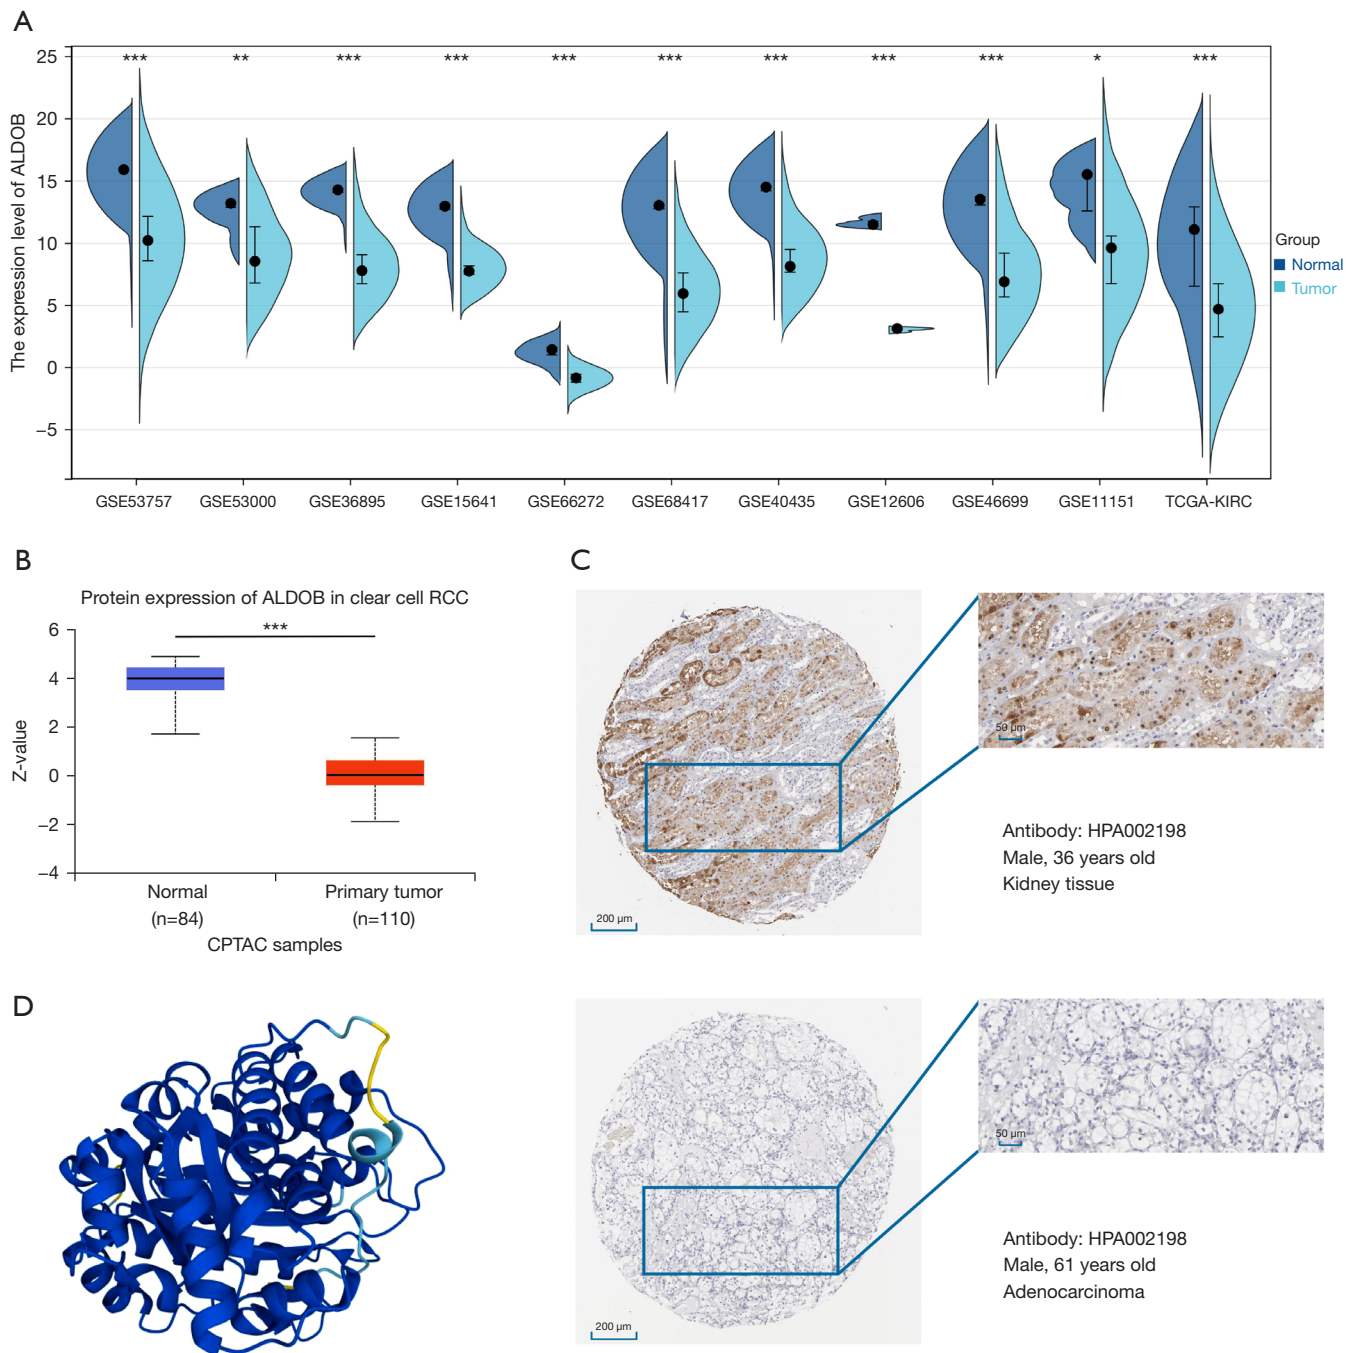 A
25
20
15
10
5
0
−5
The expression level of ALDOB
*** ** *** *** *** *** *** *** *** * ***
GSE53757 GSE53000 GSE36895 GSE15641 GSE66272 GSE68417 GSE40435 GSE12606 GSE46699 GSE11151 TCGA-KIRC
Group
Normal
Tumor
B
Protein expression of ALDOB in clear cell RCC
***
6
4
2
0
−2
−4
Z-value
Normal
(n=84)
Primary tumor
(n=110)
CPTAC samples
C
200 µm
50 µm
Antibody: HPA002198
Male, 36 years old
Kidney tissue
D
200 µm
50 µm
Antibody: HPA002198
Male, 61 years old
Adenocarcinoma